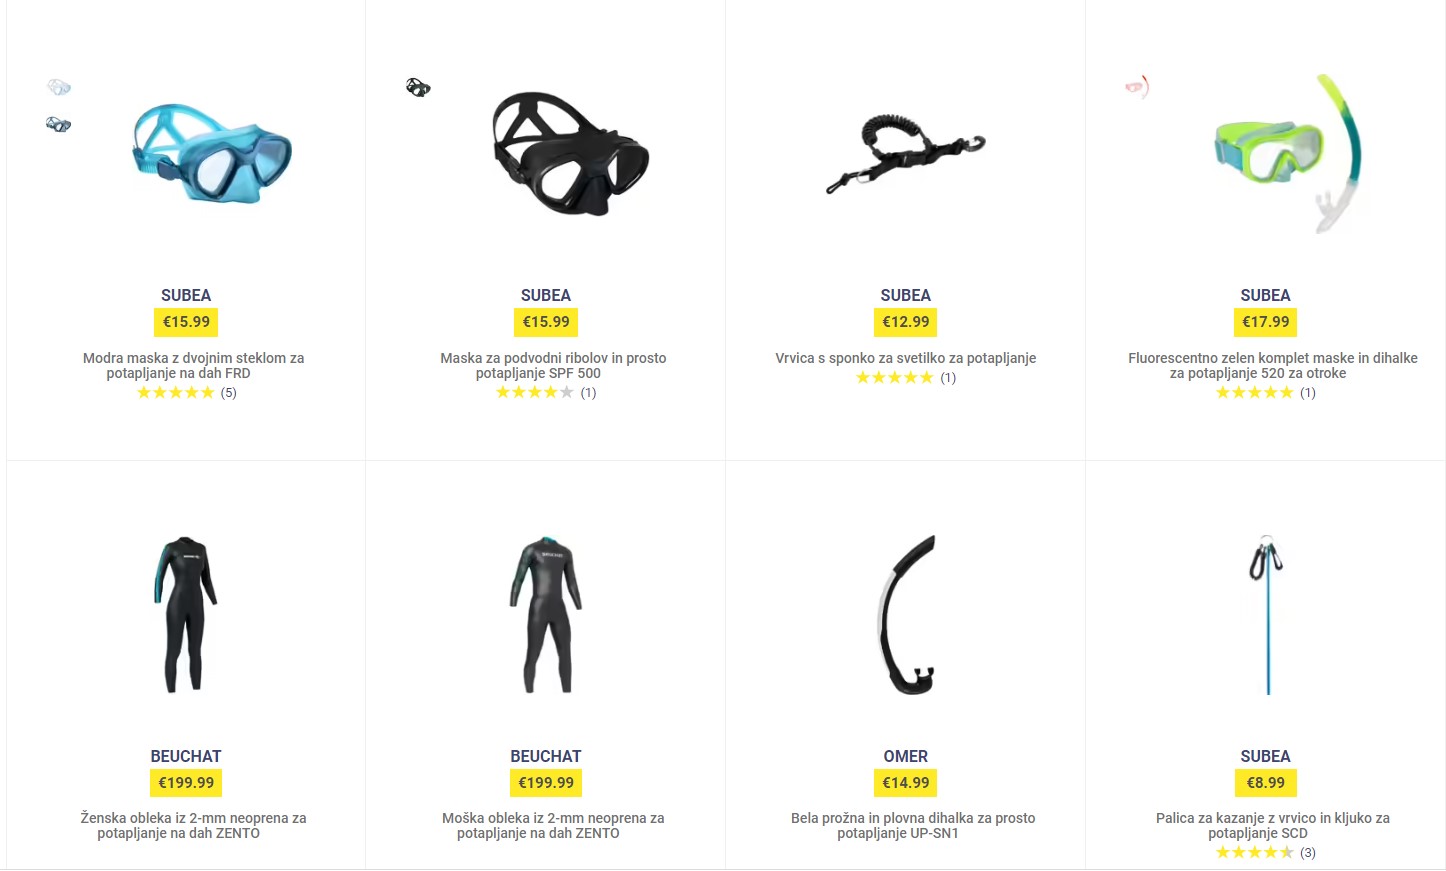 SUBEA
€15.99
Modra maska z dvojnim steklom za
potapljanje na dah FRD
(5)
SUBEA
€15.99
Maska za podvodni ribolov in prosto
potapljanje SPF 500
(1)
SUBEA
€12.99
Vrvica s sponko za svetilko za potapljanje
(1)
SUBEA
€17.99
Fluorescentno zelen komplet maske in dihalke
za potapljanje 520 za otroke
(1)
BEUCHAT
€199.99
Ženska obleka iz 2-mm neoprena za
potapljanje na dah ZENTO
BEUCHAT
€199.99
Moška obleka iz 2-mm neoprena za
potapljanje na dah ZENTO
OMER
€14.99
Bela prožna in plovna dihalka za prosto
potapljanje UP-SN1
SUBEA
€8.99
Palica za kazanje z vrvico in kljuko za
potapljanje SCD
(3)